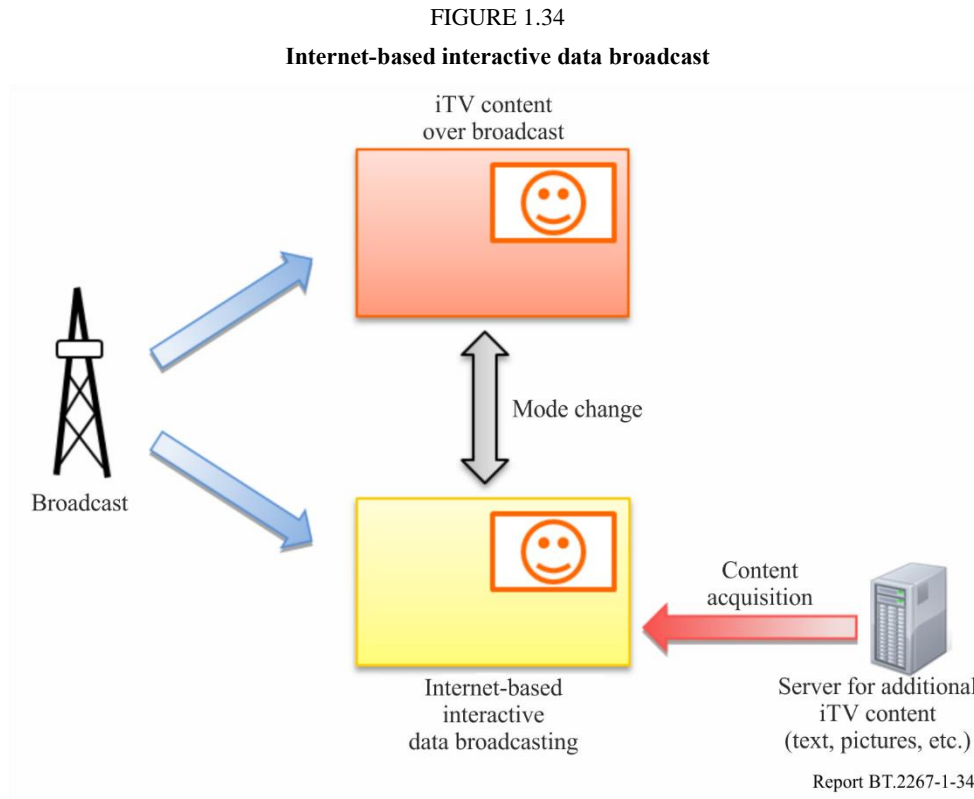 FIGURE 1.34
Internet-based interactive data broadcast
iTV content
over broadcast
Broadcast
Mode change
Content
acquisition
Internet-based
interactive
data broadcasting
Server for additional
iTV content
(text, pictures, etc.)
Report BT.2267-1-34